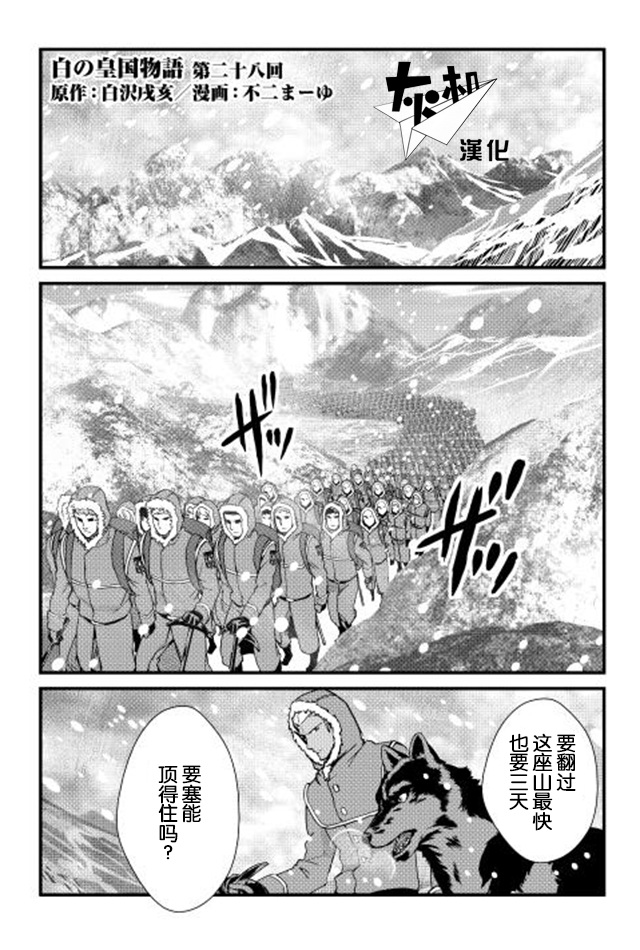 白の皇国物語 第二十八回
原作：白沢戌亥／漫画：不二まーゆ
漢化
ザッ
ザッ
要翻过
这座山最快
也要三天
要塞能
顶得住吗？